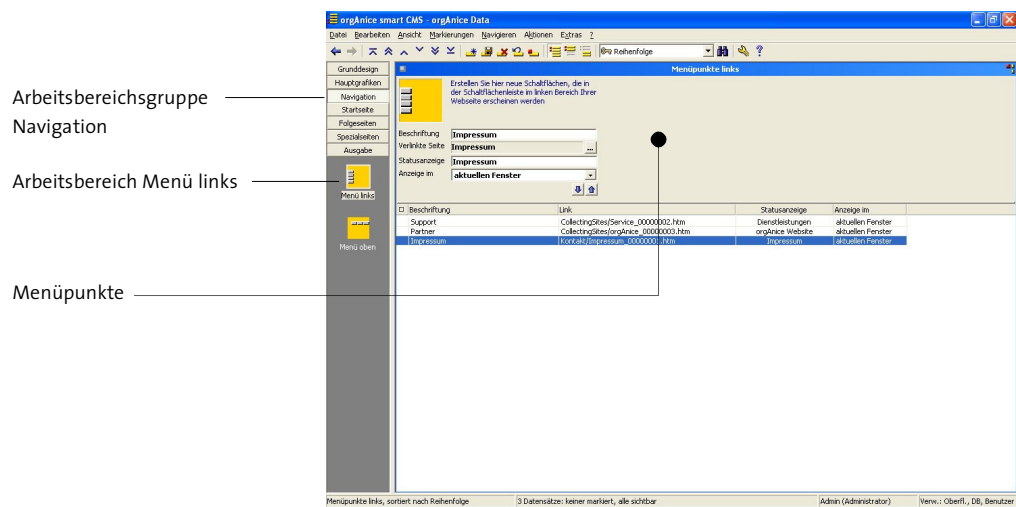 orgAnice smart CMS - orgAnice Data
Datei Bearbeiten Ansicht Markierungen Navigieren Aktionen Extras ?
Reihenfolge
Arbeitsbereichsgruppe
Navigation
Arbeitsbereich Menü links
Menüpunkte
Grunddesign
Hauptgrafiken
Navigation
Startseite
Folgeseiten
Spezialseiten
Ausgabe
Menü links
Menü oben
Menüpunkte links
Erstellen Sie hier neue Schaltflächen, die in
der Schaltflächenleiste im linken Bereich Ihrer
Webseite erscheinen werden
Beschriftung Impressum
Verlinkte Seite Impressum ...
Statusanzeige Impressum
Anzeige im aktuellen Fenster
Beschriftung Link Statusanzeige Anzeige im
Support CollectingSites/Service_00000002.htm Dienstleistungen aktuellen Fenster
Partner CollectingSites/orgAnice_00000003.htm orgAnice Website aktuellen Fenster
Impressum Kontakt/Impressum_00000001.htm Impressum aktuellen Fenster
Menüpunkte links, sortiert nach Reihenfolge 3 Datensätze: keiner markiert, alle sichtbar Admin (Administrator) Verw.: Oberfl., DB, Benutzer